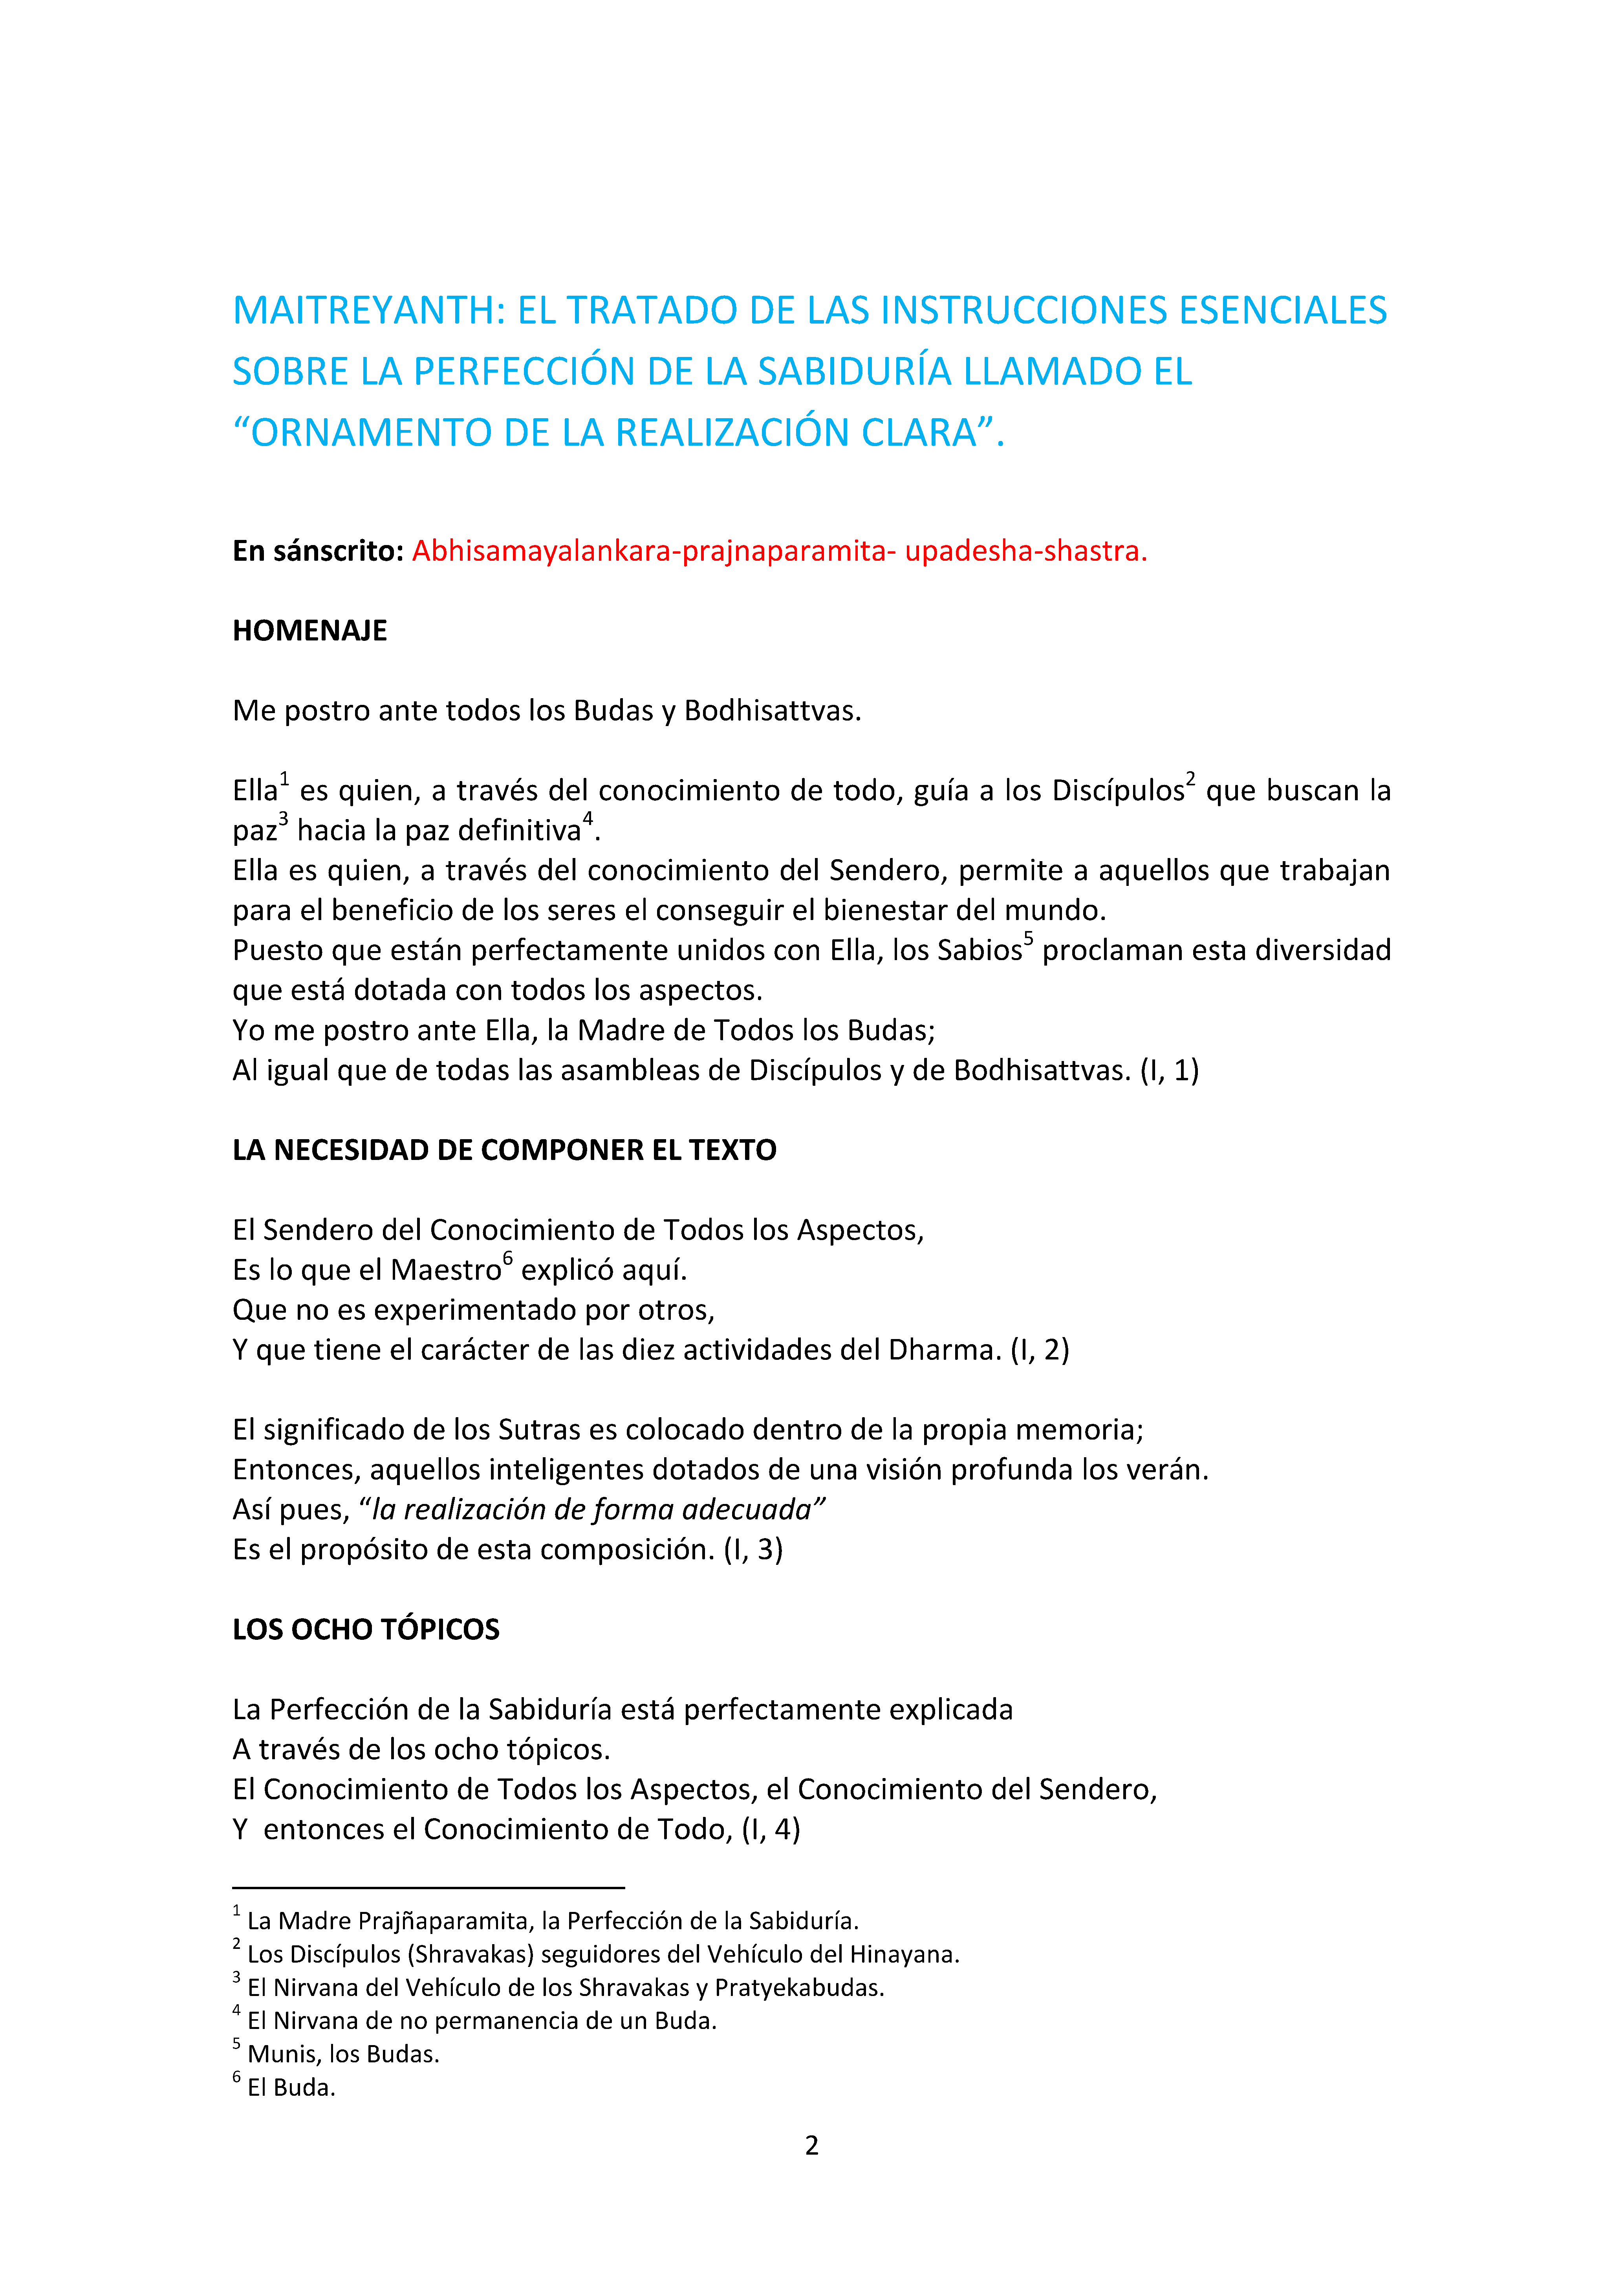 MAITREYANTH: EL TRATADO DE LAS INSTRUCCIONES ESENCIALES
SOBRE LA PERFECCIÓN DE LA SABIDURÍA LLAMADO EL
“ORNAMENTO DE LA REALIZACIÓN CLARA”.
En sánscrito: Abhisamayalankara-prajnaparamita- upadesha-shastra.
HOMENAJE
Me postro ante todos los Budas y Bodhisattvas.
Ella1 es quien, a través del conocimiento de todo, guía a los Discípulos2 que buscan la
paz3 hacia la paz definitiva4.
Ella es quien, a través del conocimiento del Sendero, permite a aquellos que trabajan
para el beneficio de los seres el conseguir el bienestar del mundo.
Puesto que están perfectamente unidos con Ella, los Sabios5 proclaman esta diversidad
que está dotada con todos los aspectos.
Yo me postro ante Ella, la Madre de Todos los Budas;
Al igual que de todas las asambleas de Discípulos y de Bodhisattvas. (I, 1)
LA NECESIDAD DE COMPONER EL TEXTO
El Sendero del Conocimiento de Todos los Aspectos,
Es lo que el Maestro6 explicó aquí.
Que no es experimentado por otros,
Y que tiene el carácter de las diez actividades del Dharma. (I, 2)
El significado de los Sutras es colocado dentro de la propia memoria;
Entonces, aquellos inteligentes dotados de una visión profunda los verán.
Así pues, “la realización de forma adecuada”
Es el propósito de esta composición. (I, 3)
LOS OCHO TÓPICOS
La Perfección de la Sabiduría está perfectamente explicada
A través de los ocho tópicos.
El Conocimiento de Todos los Aspectos, el Conocimiento del Sendero,
Y  entonces el Conocimiento de Todo, (I, 4)
1 La Madre Prajñaparamita, la Perfección de la Sabiduría.
2 Los Discípulos (Shravakas) seguidores del Vehículo del Hinayana.
3 El Nirvana del Vehículo de los Shravakas y Pratyekabudas.
4 El Nirvana de no permanencia de un Buda.
5 Munis, los Budas.
6 El Buda.
2